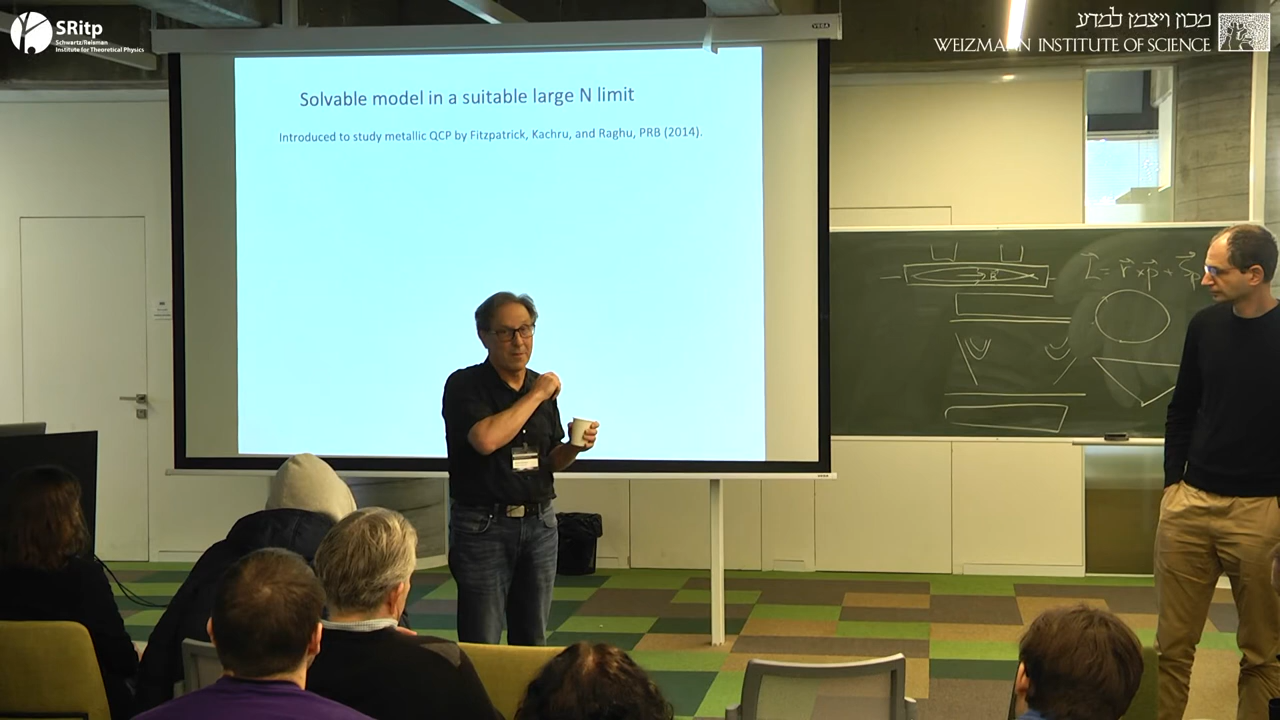 SRitp
Schwartz/Reisman
Institute for Theoretical Physics
מכון ויצמן למדע
WEIZMANN INSTITUTE OF SCIENCE
VEGA
Solvable model in a suitable large N limit
Introduced to study metallic QCP by Fitzpatrick, Kachru, and Raghu, PRB (2014).